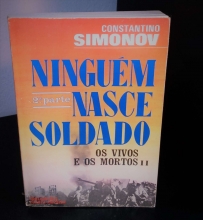 CONSTANTINO
SIMONOV
NINGUÉM
2ª parte
NASCE
SOLDADO
OS VIVOS
E OS MORTOS II